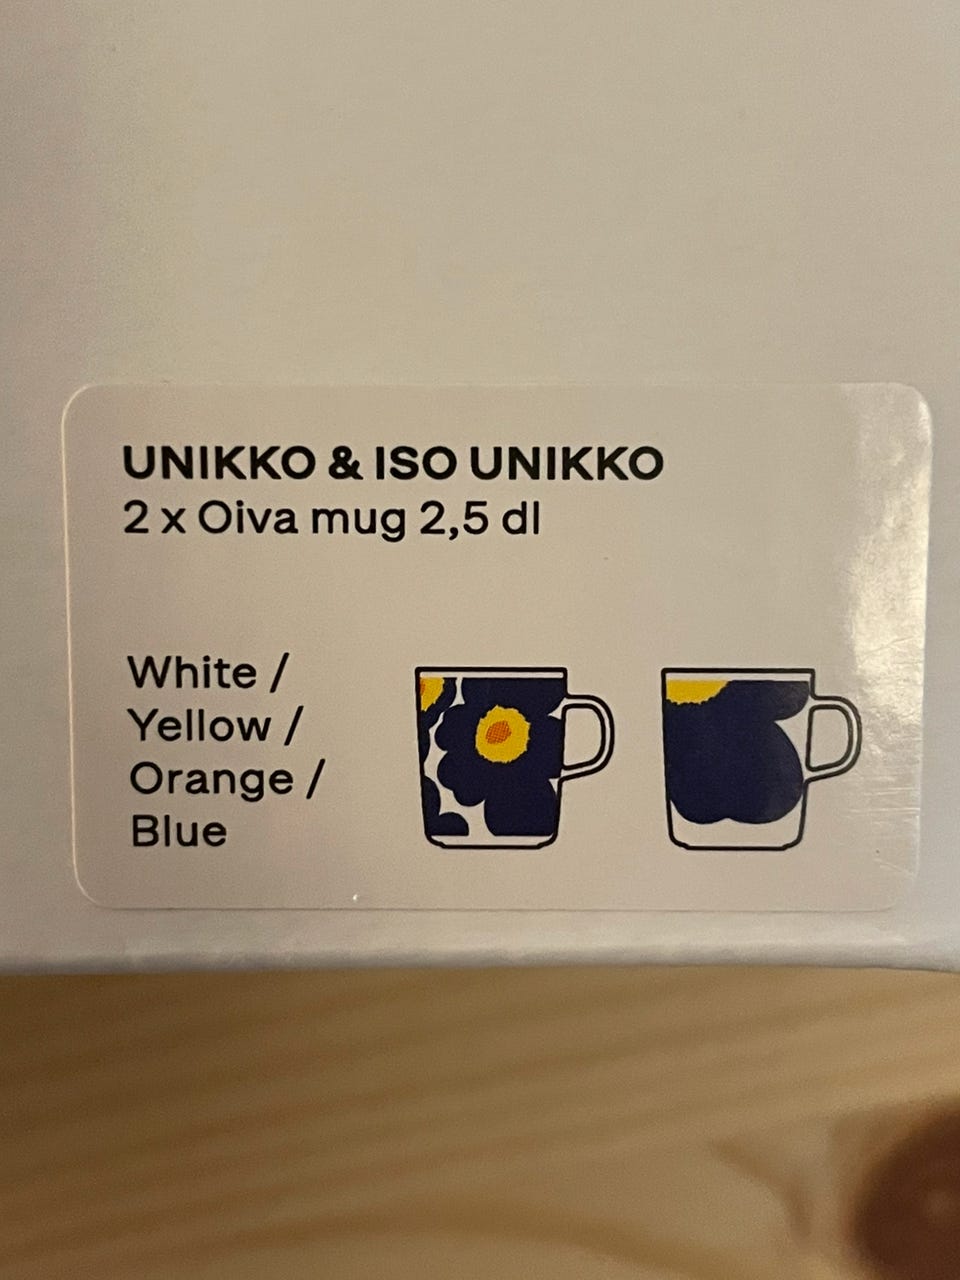 UNIKKO & ISO UNIKKO
2 x Oiva mug 2,5 dl
White /
Yellow /
Orange /
Blue